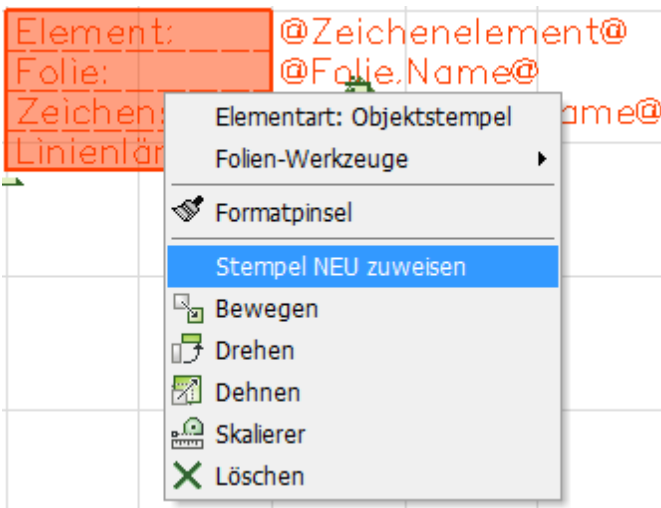 Element: @Zeichenelement@
Folie: @Folie.Name@
Elementart: Objektstempel
Folien-Werkzeuge
Formatpinsel
Stempel NEU zuweisen
Bewegen
Drehen
Dehnen
Skalierer
Löschen